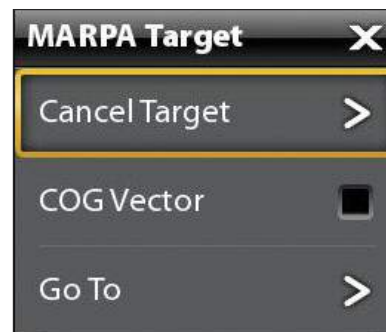 MARPA Target X
Cancel Target >
COG Vector
Go To >